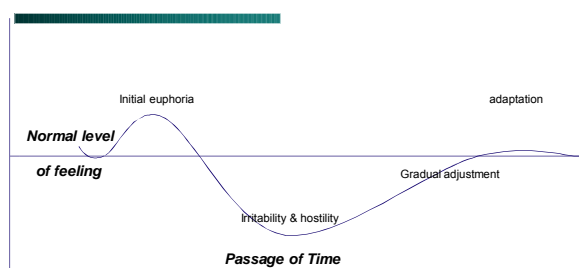 Initial euphoria
adaptation
Normal level
of feeling
Gradual adjustment
Irritability & hostility
Passage of Time